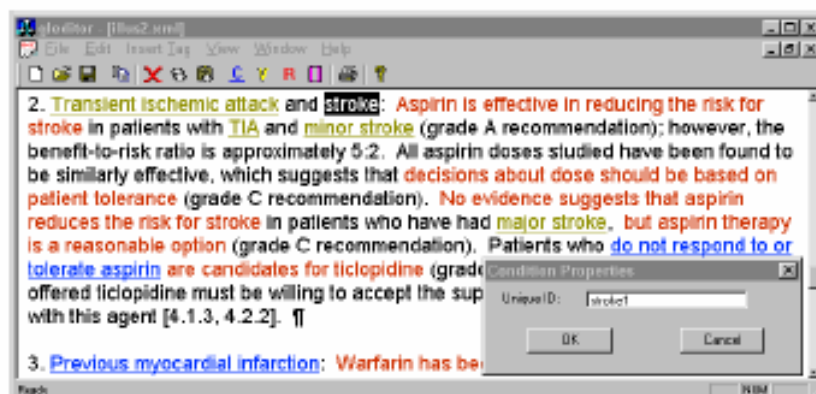 gloditor - [illus2.xml]
File Edit Insert Tag View Window Help
C Y R
2. Transient ischemic attack and stroke: Aspirin is effective in reducing the risk for
stroke in patients with TIA and minor stroke (grade A recommendation); however, the
benefit-to-risk ratio is approximately 5:2. All aspirin doses studied have been found to
be similarly effective, which suggests that decisions about dose should be based on
patient tolerance (grade C recommendation). No evidence suggests that aspirin
reduces the risk for stroke in patients who have had major stroke, but aspirin therapy
is a reasonable option (grade C recommendation). Patients who do not respond to or
tolerate aspirin are candidates for ticlopidine (grade
offered ticlopidine must be willing to accept the sup
with this agent [4.1.3, 4.2.2]. ¶
Condition Properties
Unique ID: stroke1
OK Cancel
3. Previous myocardial infarction: Warfarin has bee
Ready NUM